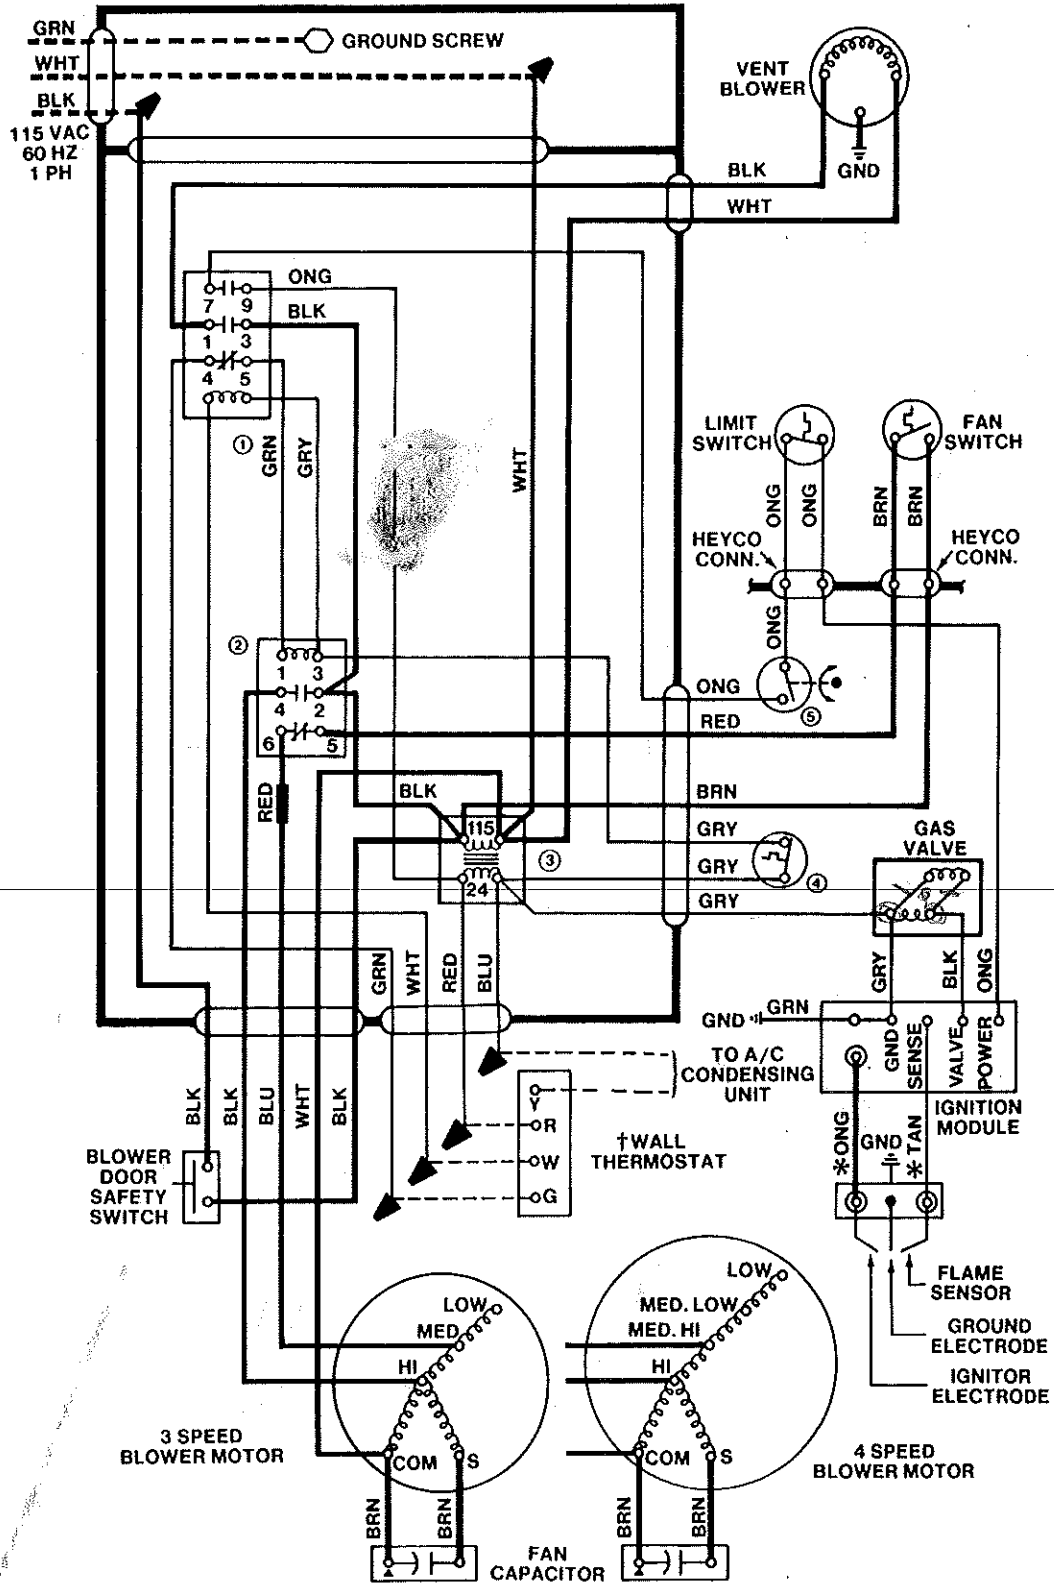 GRN
GROUND SCREW
WHT
BLK
115 VAC
60 HZ
1 PH
VENT
BLOWER
GND
BLK
WHT
ONG
7 9
BLK
1 3
4 5
1
GRN
GRY
WHT
LIMIT
SWITCH
FAN
SWITCH
ONG
ONG
BRN
BRN
HEYCO
CONN.
HEYCO
CONN.
ONG
2
1 3
4 2
6 5
ONG
5
RED
RED
BLK
BRN
115
3
24
GRY
GRY
4
GRY
GAS
VALVE
GRN
WHT
RED
BLU
GRY
BLK
ONG
GND
GRN
GND
SENSE
VALVE
POWER
IGNITION
MODULE
TO A/C
CONDENSING
UNIT
BLK
BLK
BLU
WHT
BLK
Y
R
W
G
†WALL
THERMOSTAT
*ONG
GND
*TAN
BLOWER
DOOR
SAFETY
SWITCH
FLAME
SENSOR
GROUND
ELECTRODE
IGNITOR
ELECTRODE
LOW
MED
HI
COM
S
3 SPEED
BLOWER MOTOR
LOW
MED. LOW
MED. HI
HI
COM
S
4 SPEED
BLOWER MOTOR
BRN
BRN
BRN
BRN
FAN
CAPACITOR